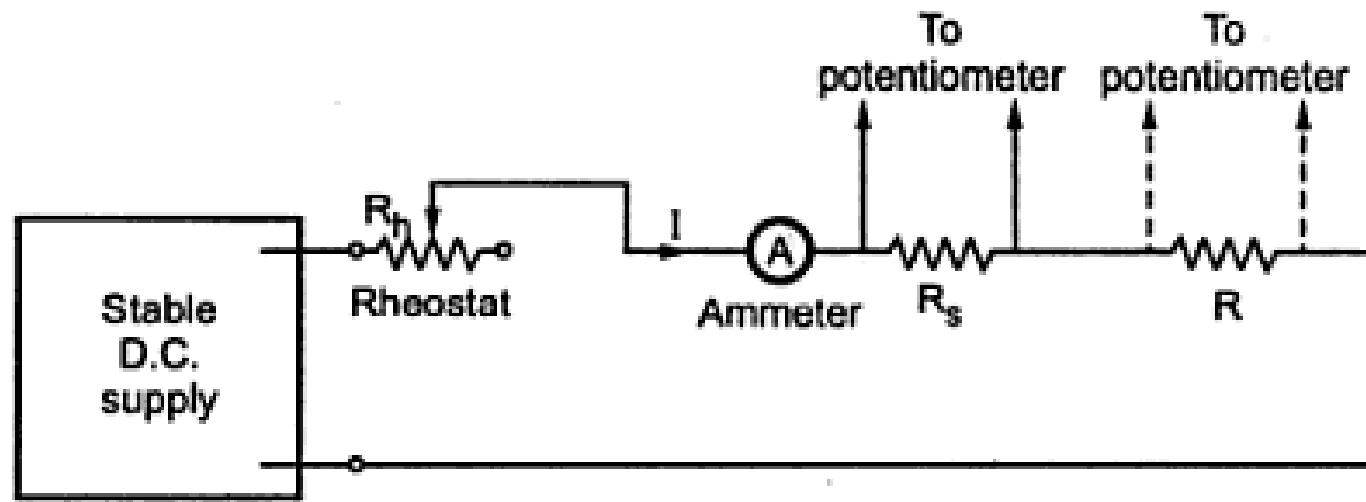 To
potentiometer
To
potentiometer
Rh
I
A
Stable
D.C.
supply
Rheostat
Ammeter
Rs
R